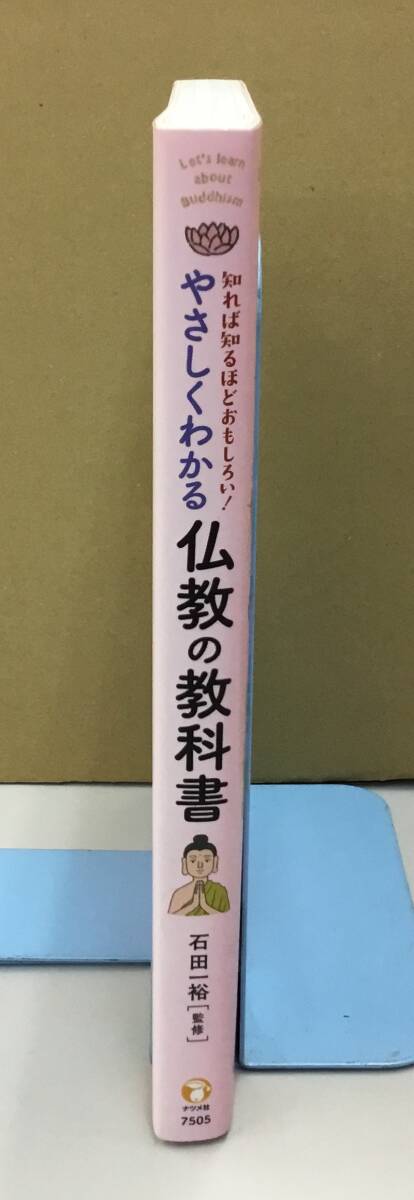 Let's learn
about
Buddhism
知れば知るほどおもしろい!
やさしくわかる
仏教の教科書
石田一裕[監修]
ナツメ社
7505